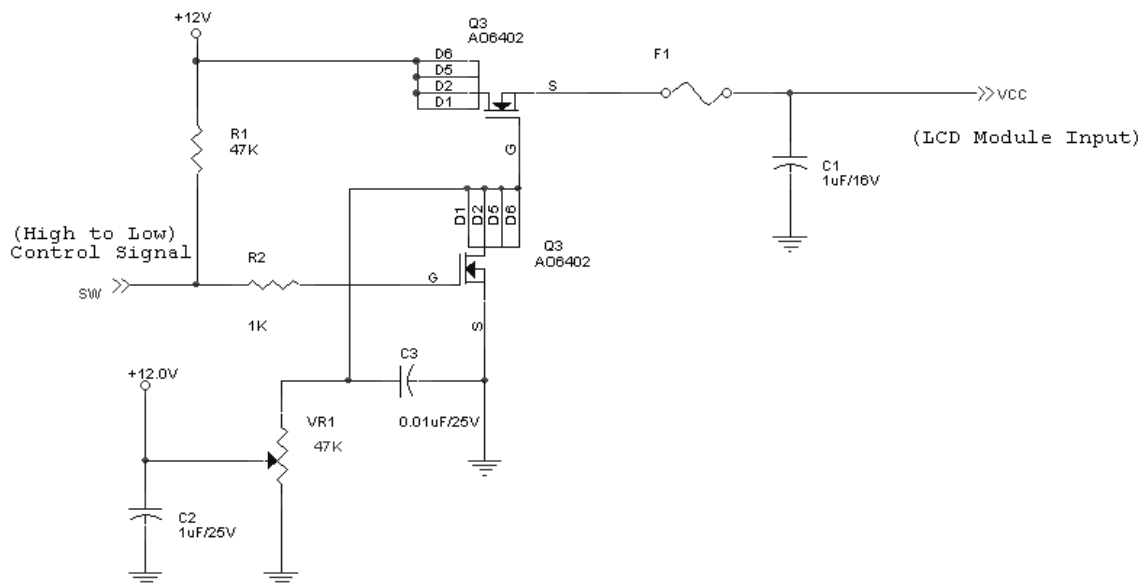 +12V
Q3
AO6402
D6
D5
D2
D1
S
G
F1
VCC
(LCD Module Input)
R1
47K
C1
1uF/16V
D1
D2
D5
D6
Q3
AO6402
(High to Low)
Control Signal
SW
R2
1K
G
S
C3
0.01uF/25V
+12.0V
VR1
47K
C2
1uF/25V